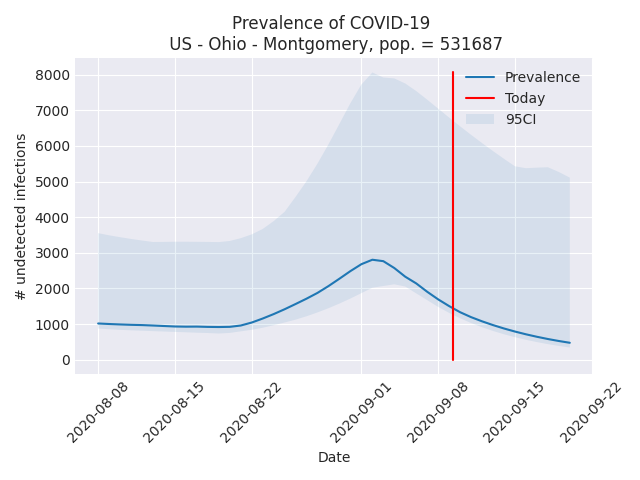 Prevalence of COVID-19
US - Ohio - Montgomery, pop. = 531687
8000
7000
6000
5000
4000
3000
2000
1000
0
# undetected infections
Prevalence
Today
95CI
2020-08-08
2020-08-15
2020-08-22
2020-09-01
2020-09-08
2020-09-15
2020-09-22
Date